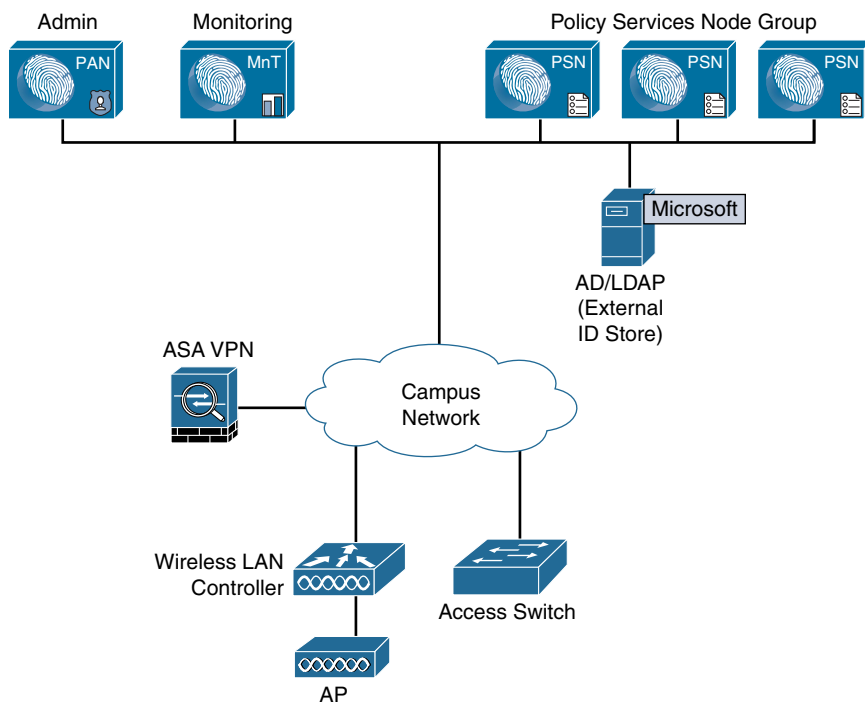 Admin
Monitoring
Policy Services Node Group
PAN
MnT
PSN
PSN
PSN
Microsoft
AD/LDAP
(External
ID Store)
ASA VPN
Campus
Network
Wireless LAN
Controller
Access Switch
AP